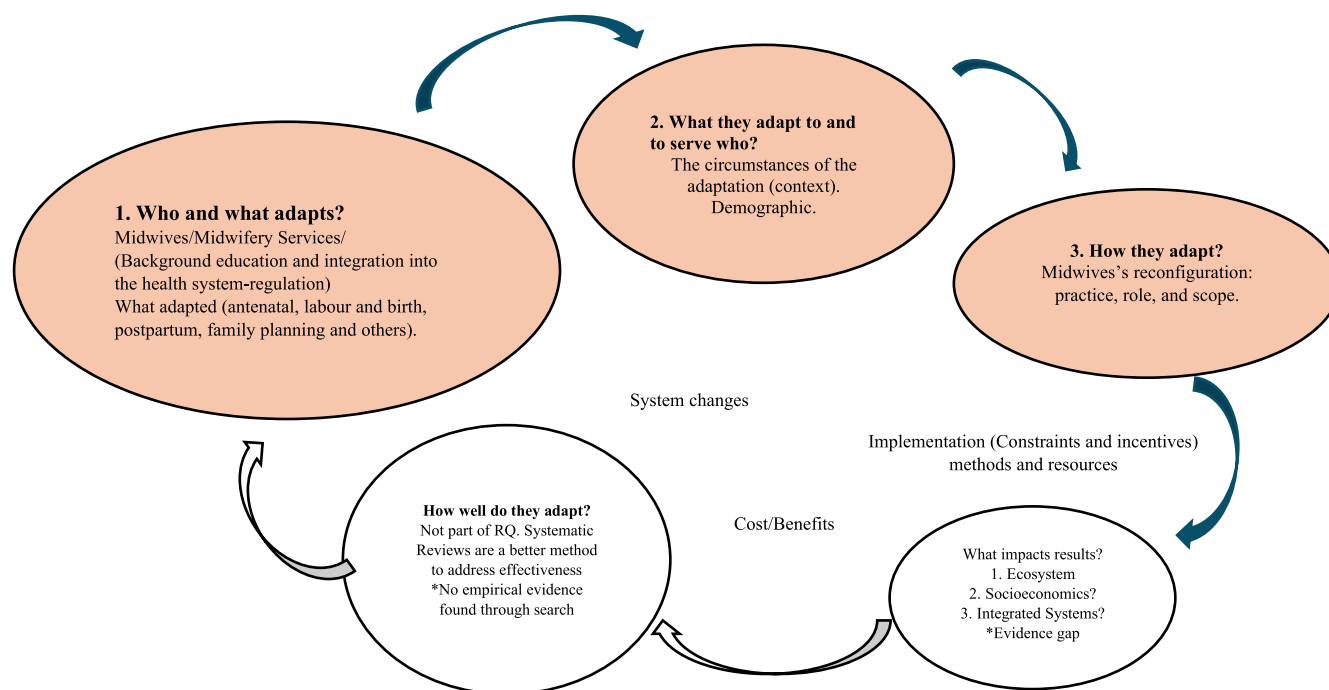 1. Who and what adapts?
Midwives/Midwifery Services/
(Background education and integration into
the health system-regulation)
What adapted (antenatal, labour and birth,
postpartum, family planning and others).
2. What they adapt to and
to serve who?
The circumstances of the
adaptation (context).
Demographic.
3. How they adapt?
Midwives's reconfiguration:
practice, role, and scope.
System changes
Implementation (Constraints and incentives)
methods and resources
Cost/Benefits
What impacts results?
1. Ecosystem
2. Socioeconomics?
3. Integrated Systems?
*Evidence gap
How well do they adapt?
Not part of RQ. Systematic
Reviews are a better method
to address effectiveness
*No empirical evidence
found through search